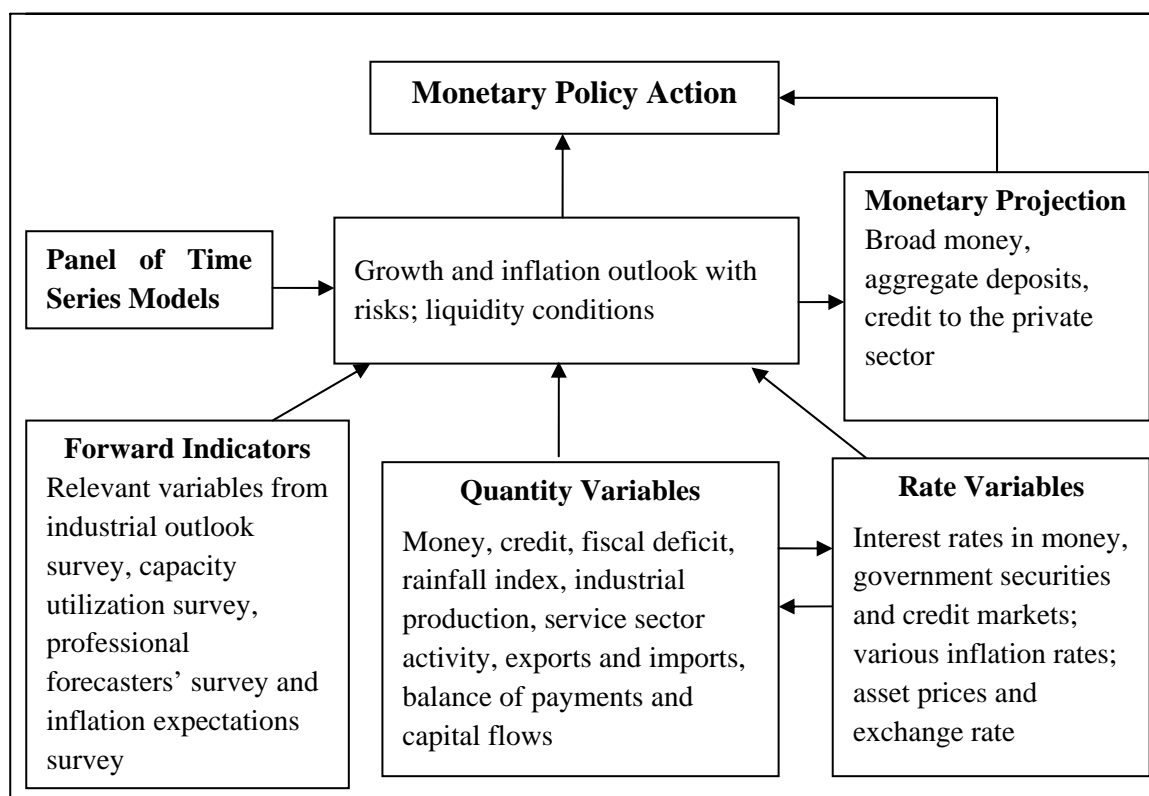 Monetary Policy Action
Panel of Time
Series Models
Growth and inflation outlook with
risks; liquidity conditions
Monetary Projection
Broad money,
aggregate deposits,
credit to the private
sector
Forward Indicators
Relevant variables from
industrial outlook
survey, capacity
utilization survey,
professional
forecasters’ survey and
inflation expectations
survey
Quantity Variables
Money, credit, fiscal deficit,
rainfall index, industrial
production, service sector
activity, exports and imports,
balance of payments and
capital flows
Rate Variables
Interest rates in money,
government securities
and credit markets;
various inflation rates;
asset prices and
exchange rate